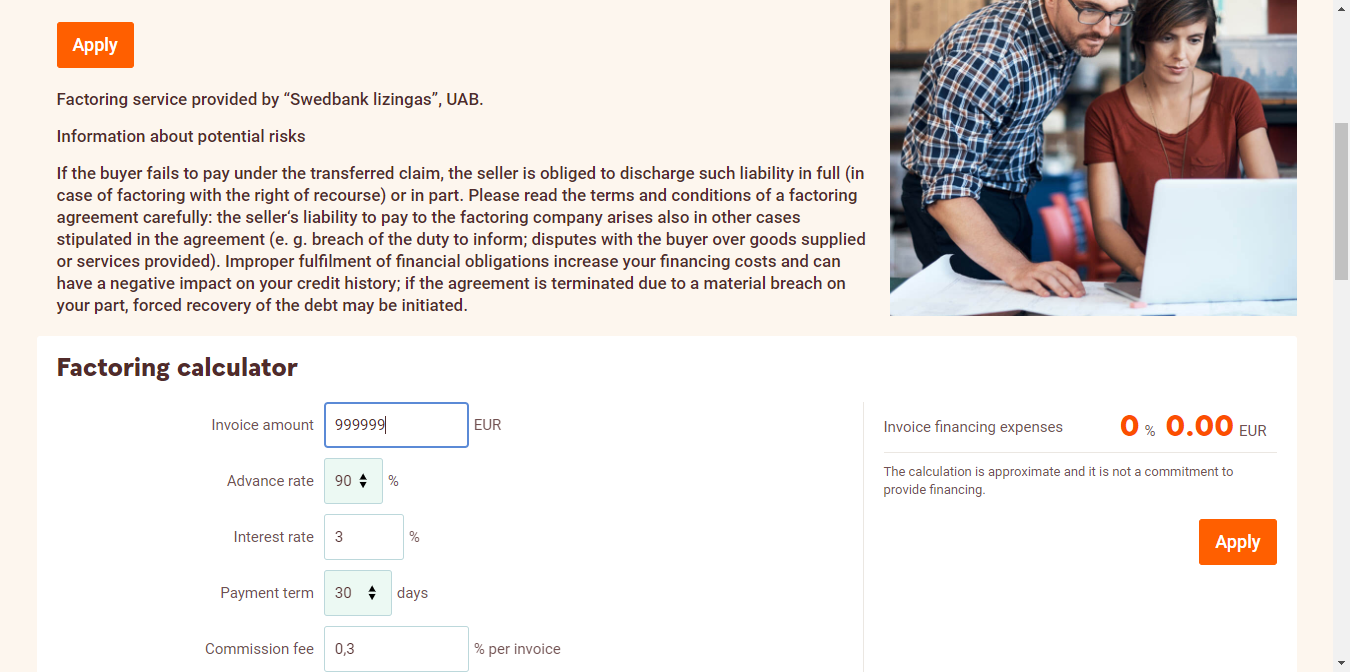 Apply
Factoring service provided by “Swedbank lizingas”, UAB.
Information about potential risks
If the buyer fails to pay under the transferred claim, the seller is obliged to discharge such liability in full (in
case of factoring with the right of recourse) or in part. Please read the terms and conditions of a factoring
agreement carefully: the seller‘s liability to pay to the factoring company arises also in other cases
stipulated in the agreement (e. g. breach of the duty to inform; disputes with the buyer over goods supplied
or services provided). Improper fulfilment of financial obligations increase your financing costs and can
have a negative impact on your credit history; if the agreement is terminated due to a material breach on
your part, forced recovery of the debt may be initiated.
Factoring calculator
Invoice amount 999999 EUR
Advance rate 90 %
Interest rate 3 %
Payment term 30 days
Commission fee 0,3 % per invoice
Invoice financing expenses 0 % 0.00 EUR
The calculation is approximate and it is not a commitment to
provide financing.
Apply